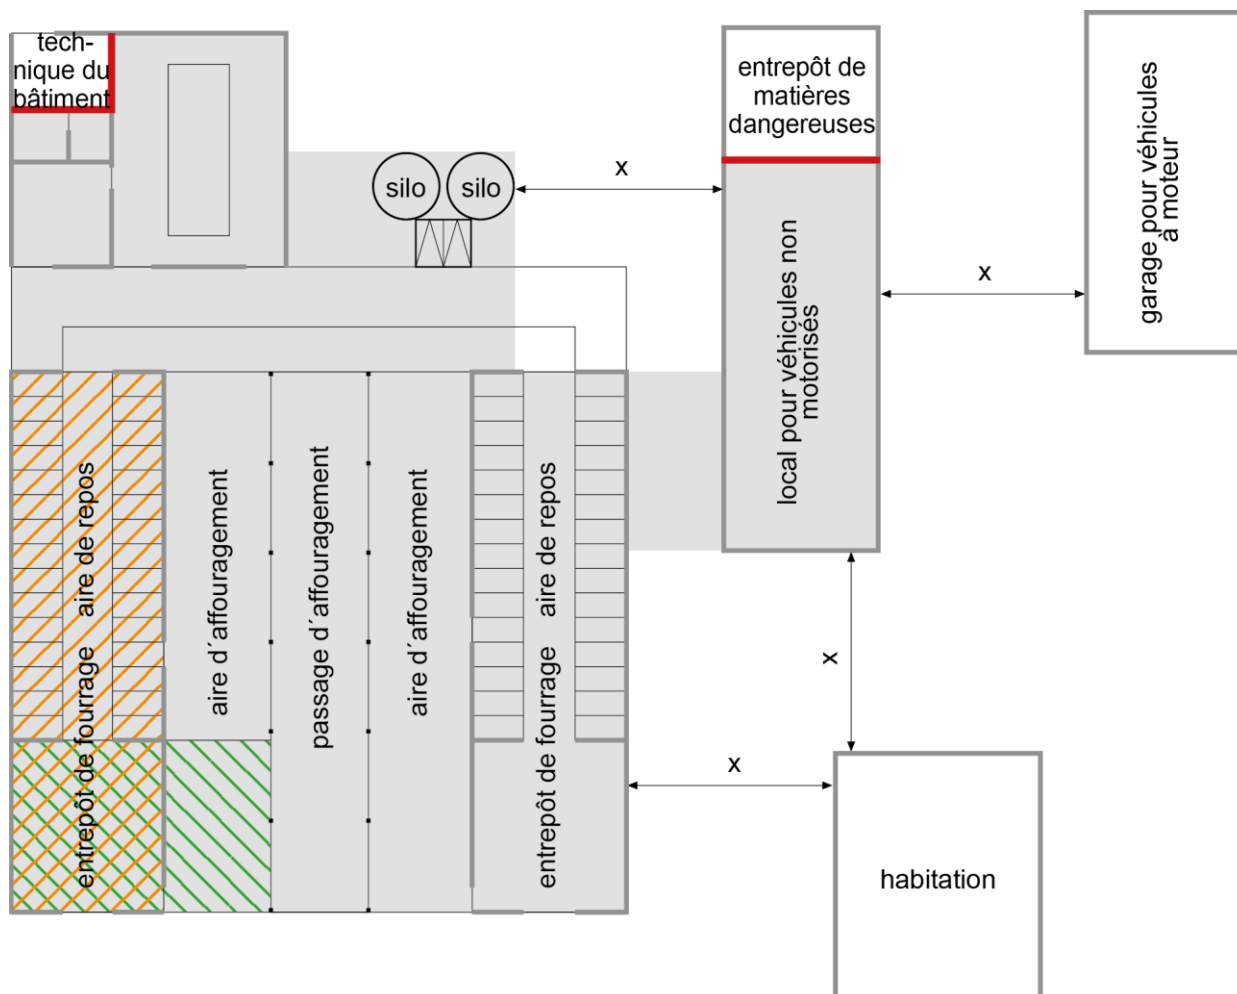 tech-
nique du
bâtiment
silo
silo
x
entrepôt de
matières
dangereuses
garage pour véhicules
à moteur
x
local pour véhicules non
motorisés
aire de repos
entrepôt de fourrage
aire d´affouragement
passage d´affouragement
aire d´affouragement
aire de repos
entrepôt de fourrage
x
x
habitation